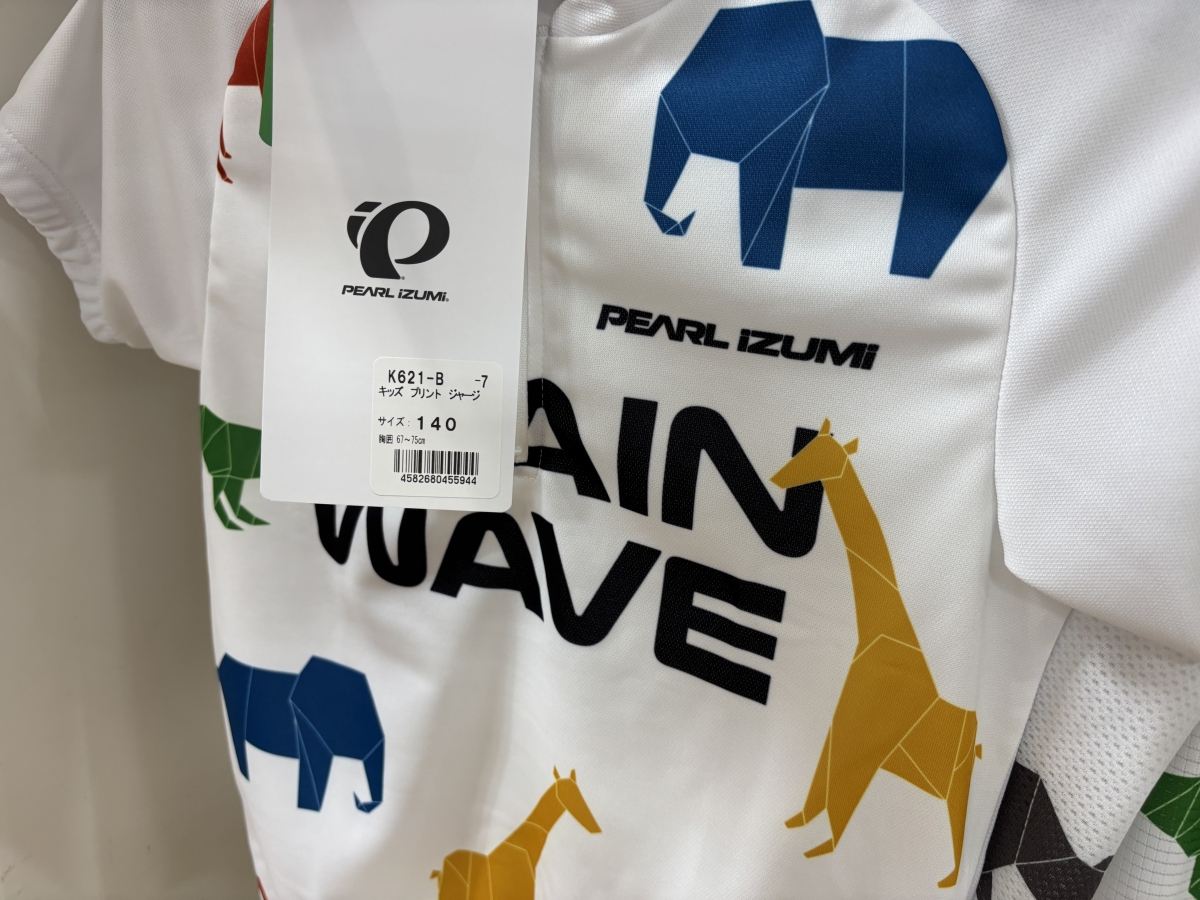 PEARL iZUMi
K621-B -7
キッズ プリント ジャージ
サイズ: 140
胸囲 67～75cm
4582680455944
PEARL iZUMi
AIN
WAVE